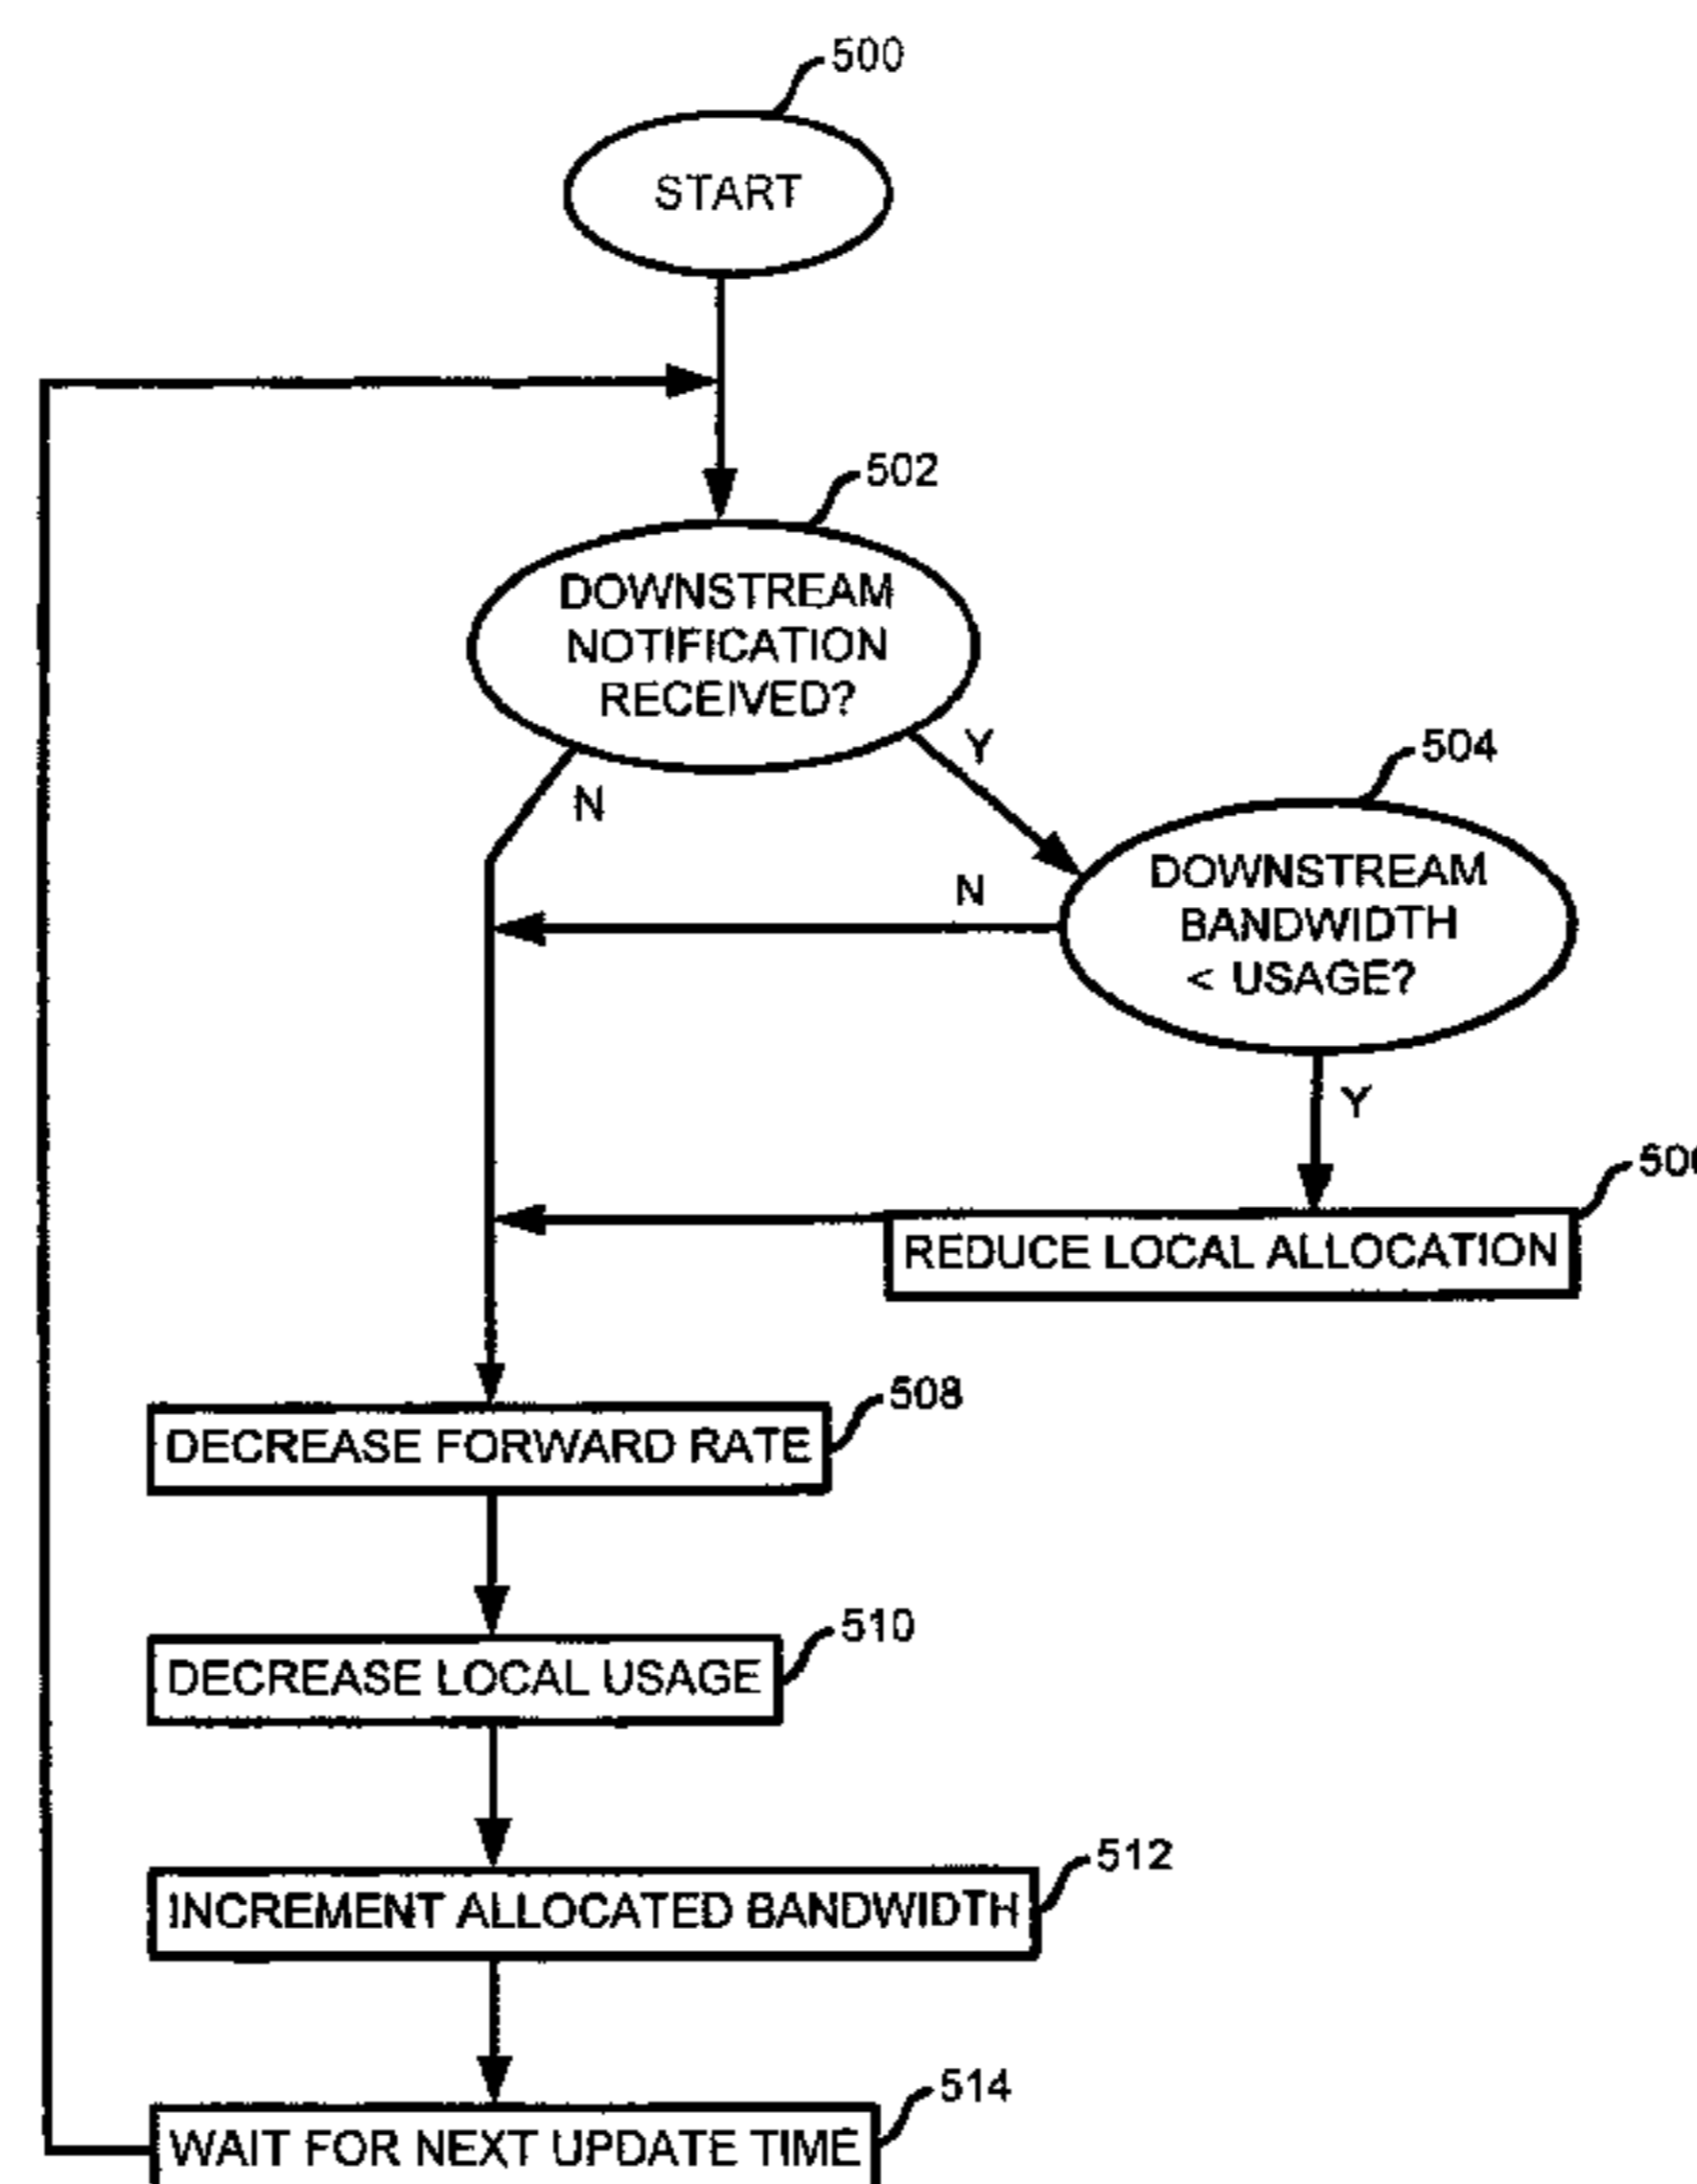 500
START
502
DOWNSTREAM
NOTIFICATION
RECEIVED?
Y
N
504
DOWNSTREAM
BANDWIDTH
< USAGE?
N
Y
REDUCE LOCAL ALLOCATION
508
DECREASE FORWARD RATE
510
DECREASE LOCAL USAGE
512
INCREMENT ALLOCATED BANDWIDTH
514
WAIT FOR NEXT UPDATE TIME